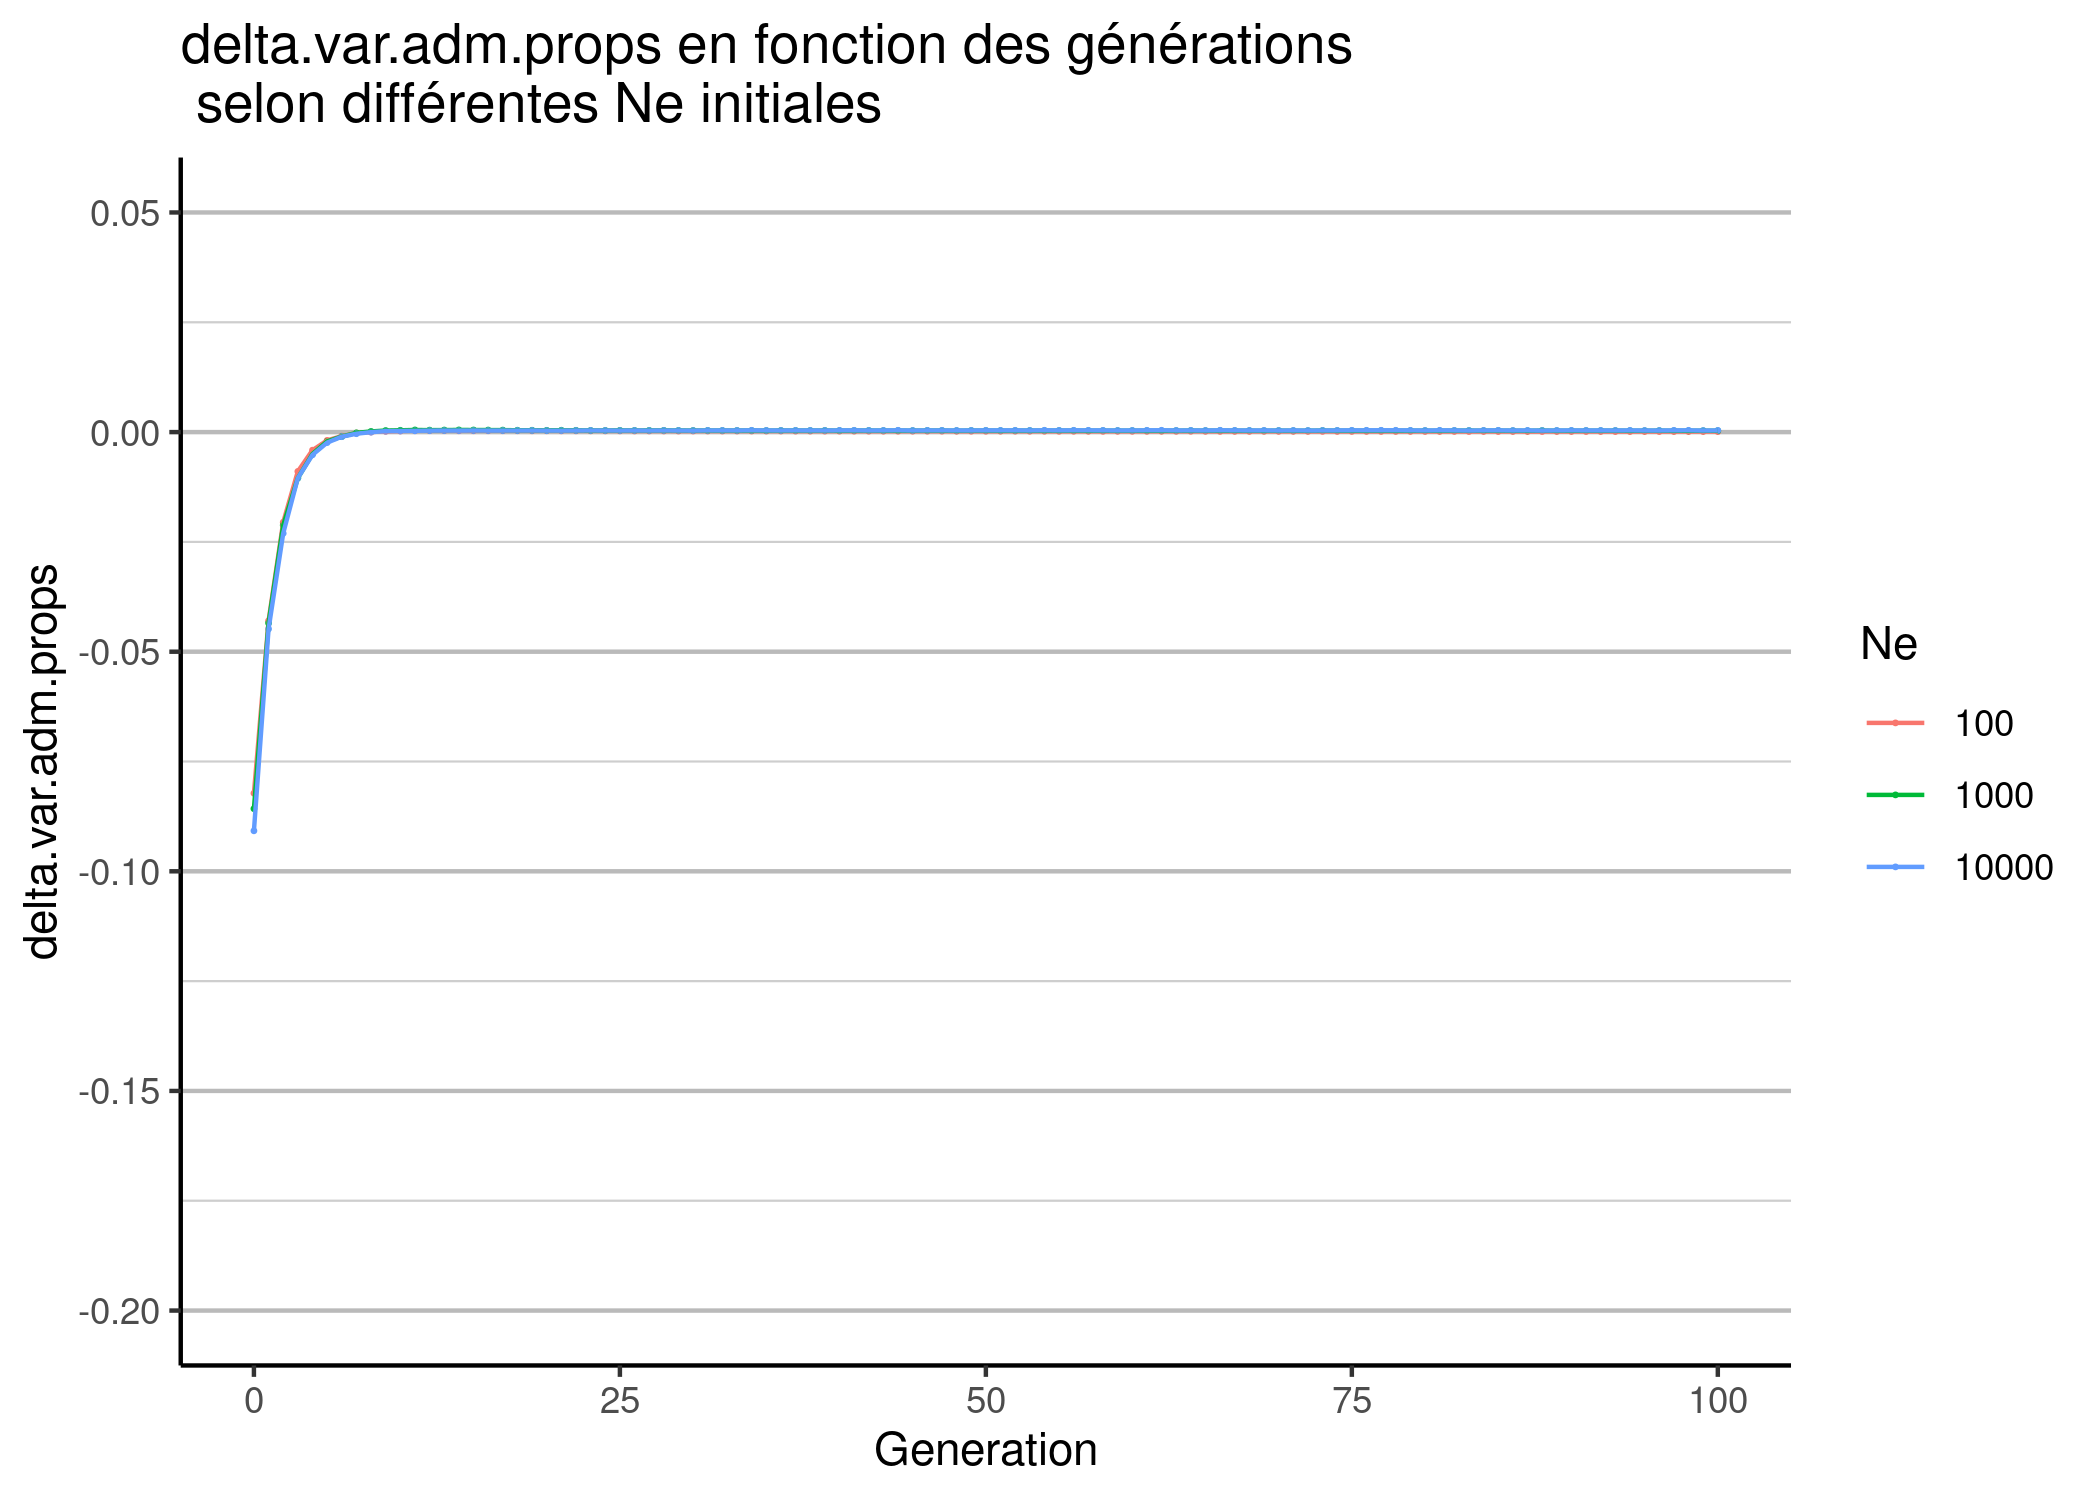 delta.var.adm.props en fonction des générations
selon différentes Ne initiales
delta.var.adm.props
0.05
0.00
-0.05
-0.10
-0.15
-0.20
0 25 50 75 100
Generation
Ne
100
1000
10000